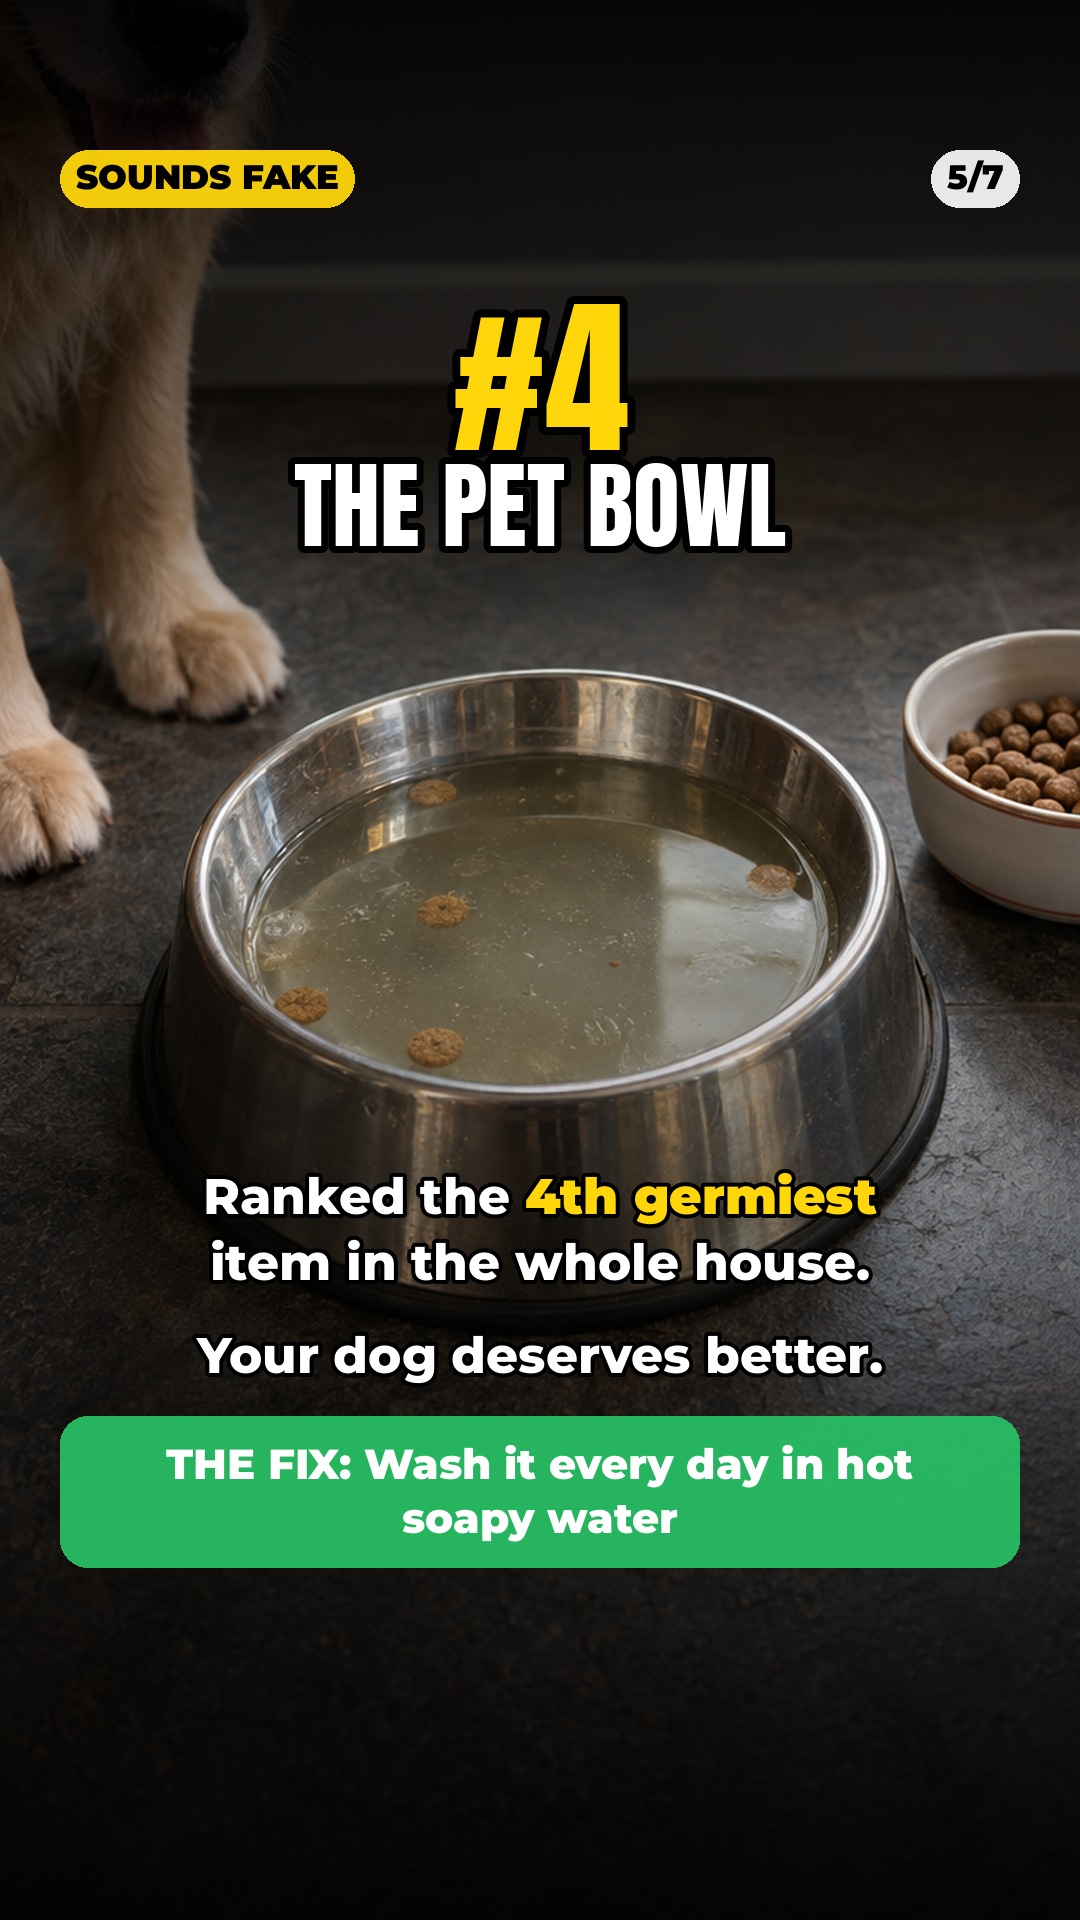 SOUNDS FAKE
5/7
#4
THE PET BOWL
Ranked the 4th germiest
item in the whole house.
Your dog deserves better.
THE FIX: Wash it every day in hot
soapy water